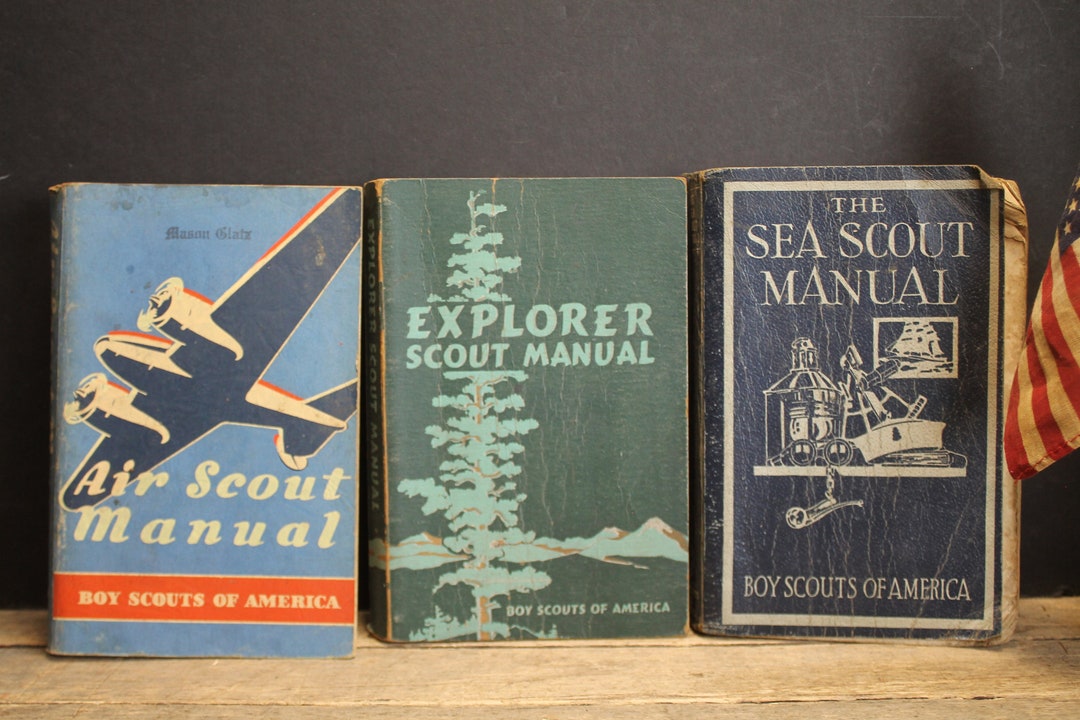 Mason Glatz
Air Scout
Manual
BOY SCOUTS OF AMERICA
EXPLORER SCOUT MANUAL
EXPLORER
SCOUT MANUAL
BOY SCOUTS OF AMERICA
THE
SEA SCOUT
MANUAL
BOY SCOUTS OF AMERICA